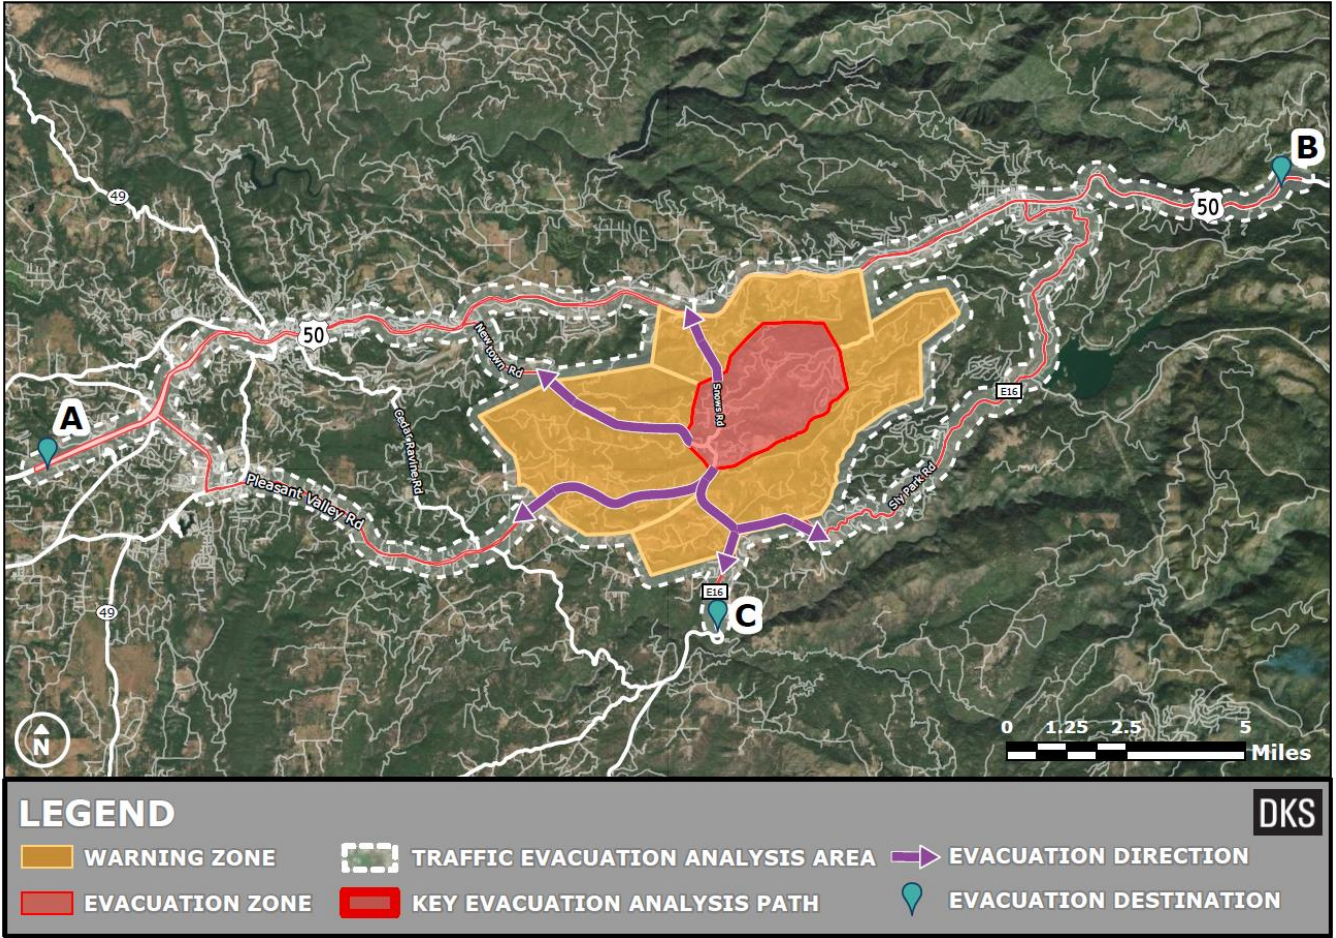 B
50
49
50
Newtown Rd
Snows Rd
E16
A
Cedar Ravine Rd
Sly Park Rd
Pleasant Valley Rd
E16
C
49
N
0 1.25 2.5 5
Miles
LEGEND
DKS
WARNING ZONE
TRAFFIC EVACUATION ANALYSIS AREA
EVACUATION DIRECTION
EVACUATION ZONE
KEY EVACUATION ANALYSIS PATH
EVACUATION DESTINATION